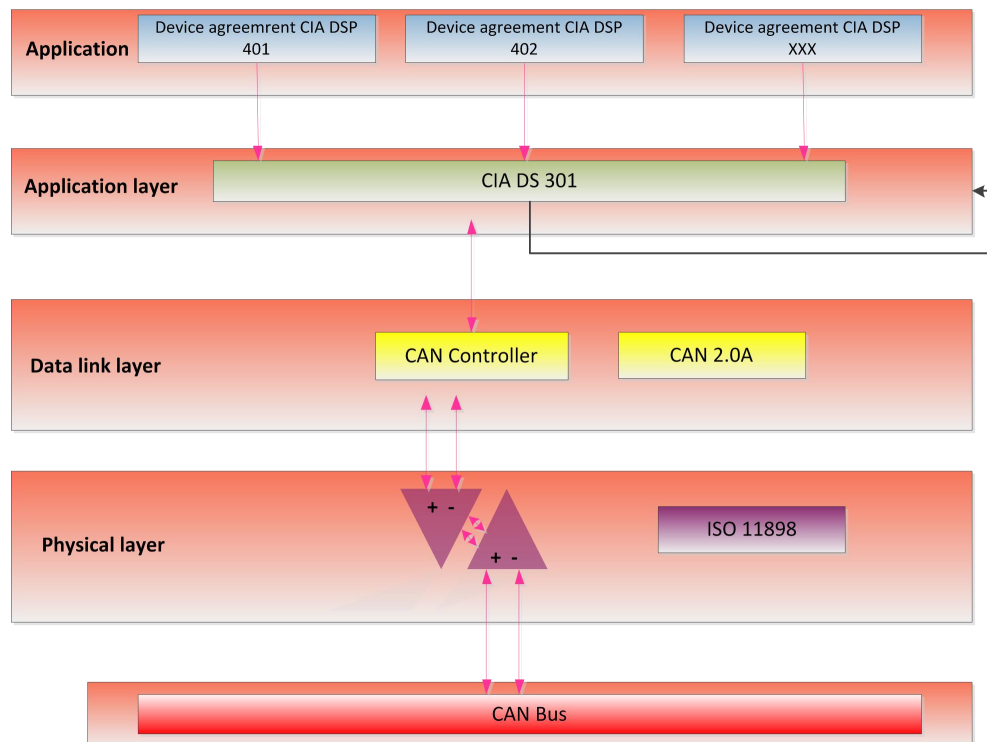 Application
Device agreemrent CIA DSP
401
Device agreement CIA DSP
402
Device agreement CIA DSP
XXX
Application layer
CIA DS 301
Data link layer
CAN Controller
CAN 2.0A
Physical layer
+ -
+ -
ISO 11898
CAN Bus